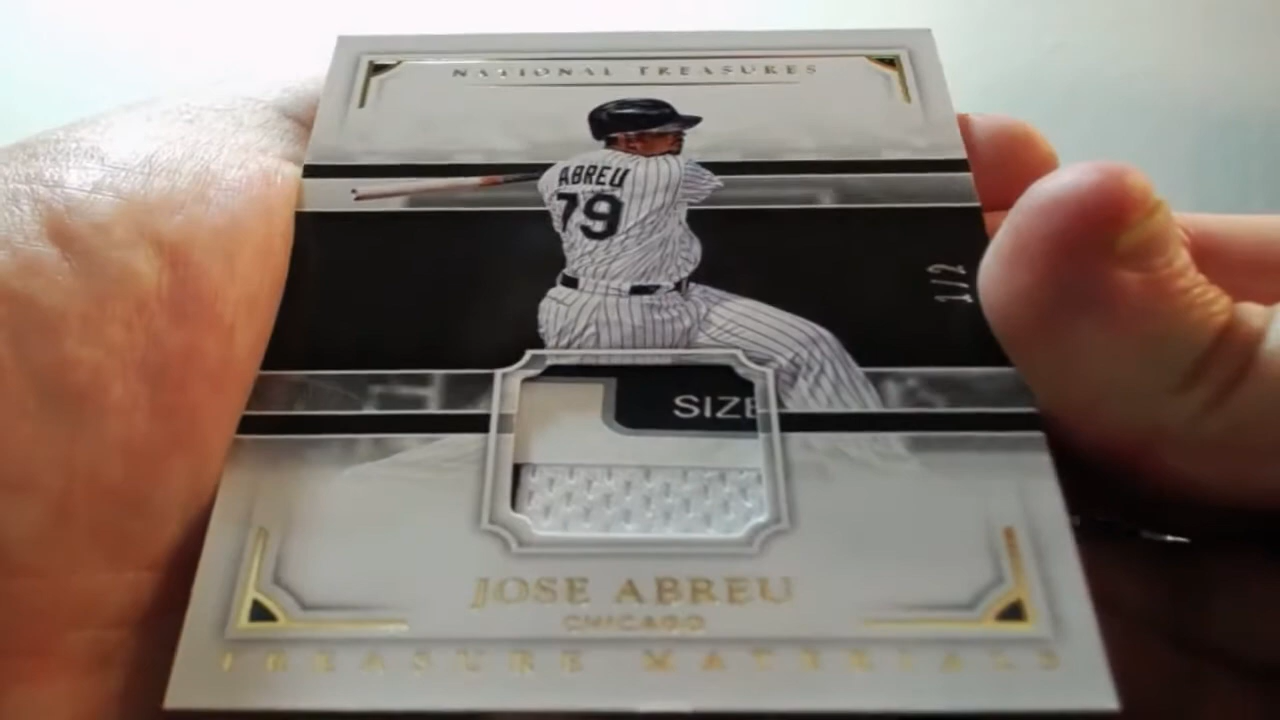 NATIONAL TREASURES
ABREU
79
1/2
SIZE
JOSE ABREU
CHICAGO
TREASURE MATERIALS